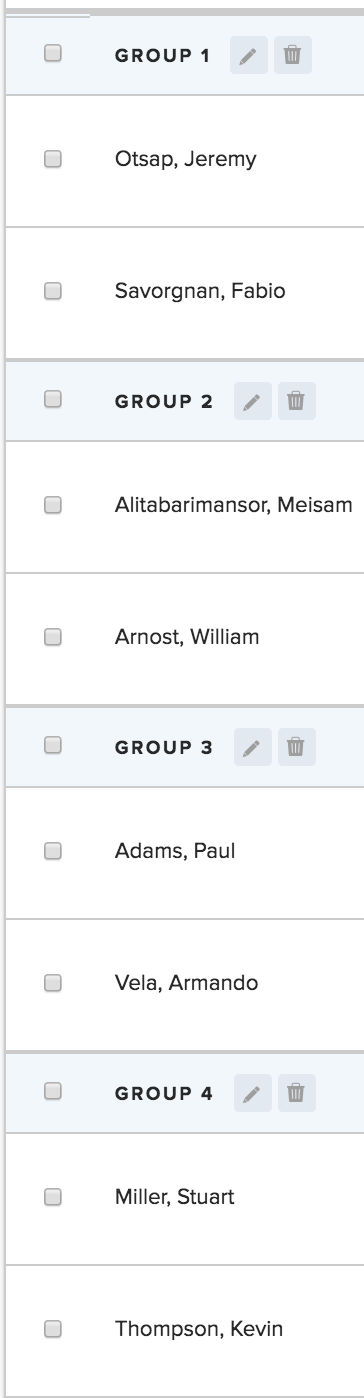 GROUP 1
Otsap, Jeremy
Savorgnan, Fabio
GROUP 2
Alitabarimansor, Meisam
Arnost, William
GROUP 3
Adams, Paul
Vela, Armando
GROUP 4
Miller, Stuart
Thompson, Kevin